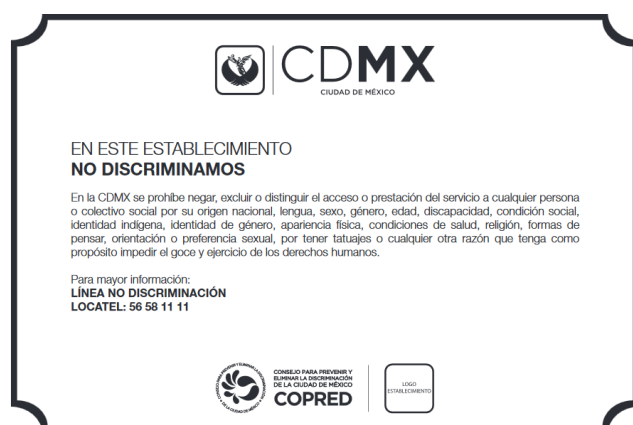 CDMX
CIUDAD DE MÉXICO
EN ESTE ESTABLECIMIENTO
NO DISCRIMINAMOS
En la CDMX se prohíbe negar, excluir o distinguir el acceso o prestación del servicio a cualquier persona
o colectivo social por su origen nacional, lengua, sexo, género, edad, discapacidad, condición social,
identidad indígena, identidad de género, apariencia física, condiciones de salud, religión, formas de
pensar, orientación o preferencia sexual, por tener tatuajes o cualquier otra razón que tenga como
propósito impedir el goce y ejercicio de los derechos humanos.
Para mayor información:
LÍNEA NO DISCRIMINACIÓN
LOCATEL: 56 58 11 11
CONSEJO PARA PREVENIR Y
ELIMINAR LA DISCRIMINACIÓN
DE LA CIUDAD DE MÉXICO
COPRED
LOGO
ESTABLECIMIENTO